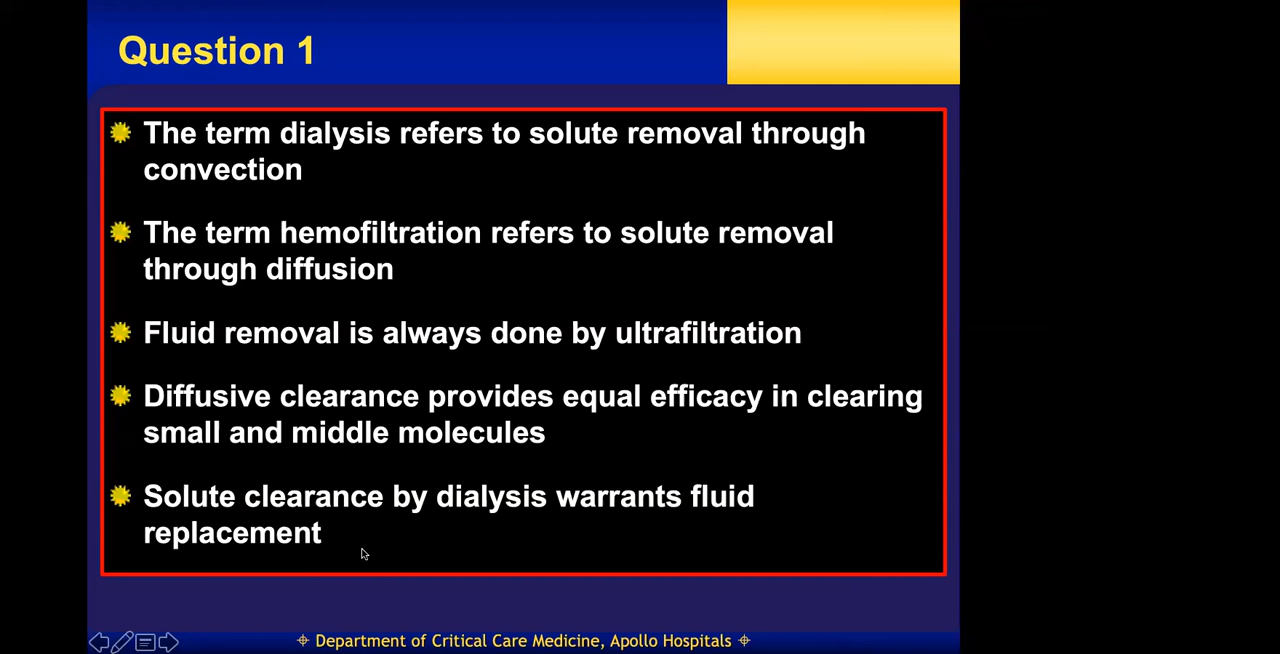 Question 1
The term dialysis refers to solute removal through
convection
The term hemofiltration refers to solute removal
through diffusion
Fluid removal is always done by ultrafiltration
Diffusive clearance provides equal efficacy in clearing
small and middle molecules
Solute clearance by dialysis warrants fluid
replacement
Department of Critical Care Medicine, Apollo Hospitals